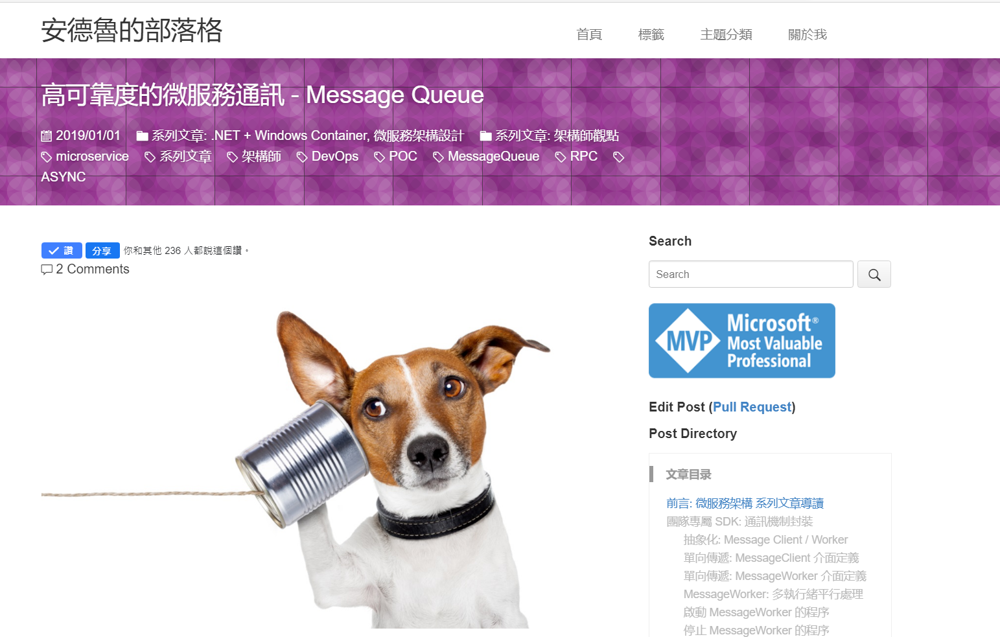 安德魯的部落格
首頁 標籤 主題分類 關於我
高可靠度的微服務通訊 - Message Queue
2019/01/01 系列文章: .NET + Windows Container, 微服務架構設計 系列文章: 架構師觀點
microservice 系列文章 架構師 DevOps POC MessageQueue RPC
ASYNC
讚 分享 你和其他 236 人都說這個讚。
2 Comments
Search
Search
MVP
Microsoft®
Most Valuable
Professional
Edit Post (Pull Request)
Post Directory
文章目录
前言: 微服務架構 系列文章導讀
團隊專屬 SDK: 通訊機制封裝
抽象化: Message Client / Worker
單向傳遞: MessageClient 介面定義
單向傳遞: MessageWorker 介面定義
MessageWorker: 多執行緒平行處理
啟動 MessageWorker 的程序
停止 MessageWorker 的程序